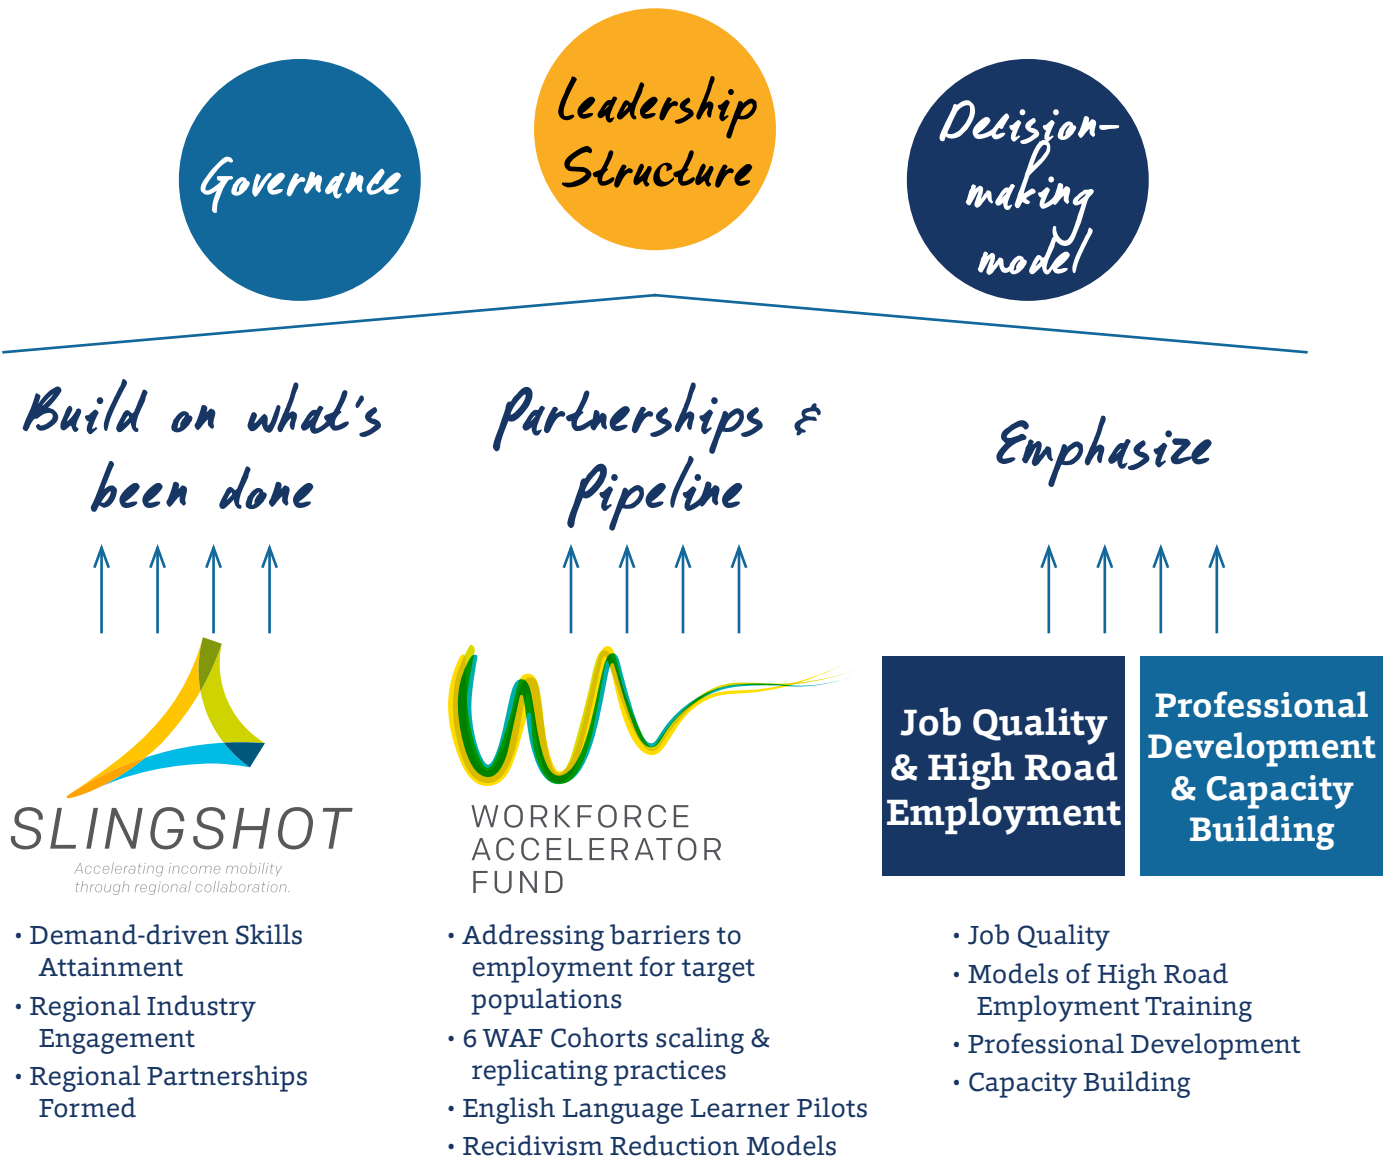 Governance
Leadership
Structure
Decision-
making
model
Build on what's
been done
Partnerships &
Pipeline
Emphasize
SLINGSHOT
Accelerating income mobility
through regional collaboration.
WORKFORCE
ACCELERATOR
FUND
Job Quality
& High Road
Employment
Professional
Development
& Capacity
Building
• Demand-driven Skills
Attainment
• Regional Industry
Engagement
• Regional Partnerships
Formed
• Addressing barriers to
employment for target
populations
• 6 WAF Cohorts scaling &
replicating practices
• English Language Learner Pilots
• Recidivism Reduction Models
• Job Quality
• Models of High Road
Employment Training
• Professional Development
• Capacity Building